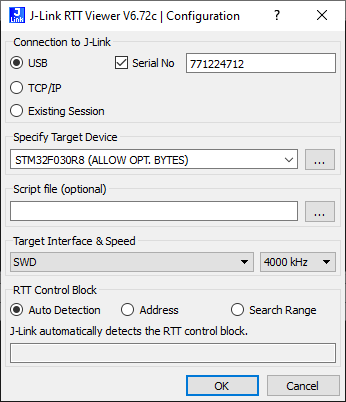 J-Link
J-Link RTT Viewer V6.72c | Configuration
Connection to J-Link
USB
Serial No
771224712
TCP/IP
Existing Session
Specify Target Device
STM32F030R8 (ALLOW OPT. BYTES)
...
Script file (optional)
...
Target Interface & Speed
SWD
4000 kHz
RTT Control Block
Auto Detection
Address
Search Range
J-Link automatically detects the RTT control block.
OK
Cancel